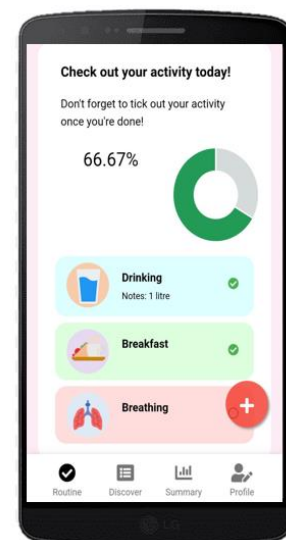 Check out your activity today!
Don't forget to tick out your activity
once you're done!
66.67%
Drinking
Notes: 1 litre
Breakfast
Breathing
+
Routine Discover Summary Profile
LG